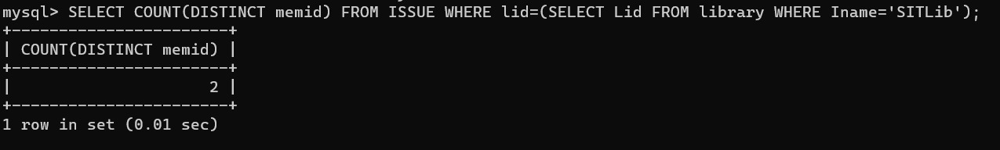 mysql> SELECT COUNT(DISTINCT memid) FROM ISSUE WHERE lid=(SELECT Lid FROM library WHERE Iname='SITLib');
+----------------------+
| COUNT(DISTINCT memid) |
+----------------------+
|                     2 |
+----------------------+
1 row in set (0.01 sec)